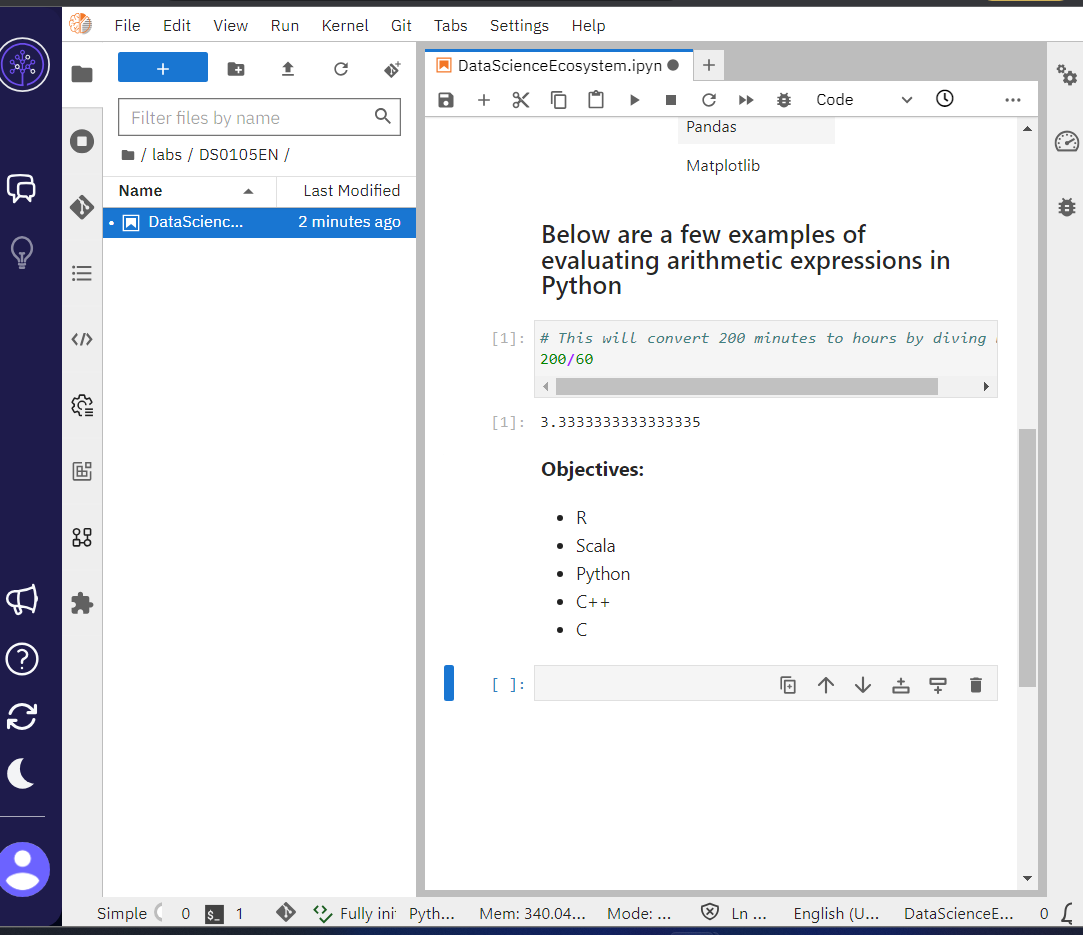 File Edit View Run Kernel Git Tabs Settings Help
+
Filter files by name
/ labs / DS0105EN /
Name Last Modified
DataScienc... 2 minutes ago
DataScienceEcosystem.ipyn
Code
Pandas
Matplotlib
Below are a few examples of
evaluating arithmetic expressions in
Python
[1]: # This will convert 200 minutes to hours by diving
200/60
[1]: 3.3333333333333335
Objectives:
• R
• Scala
• Python
• C++
• C
[ ]:
Simple 0 $_ 1 Fully ini Pyth... Mem: 340.04... Mode: ... Ln ... English (U... DataScienceE... 0